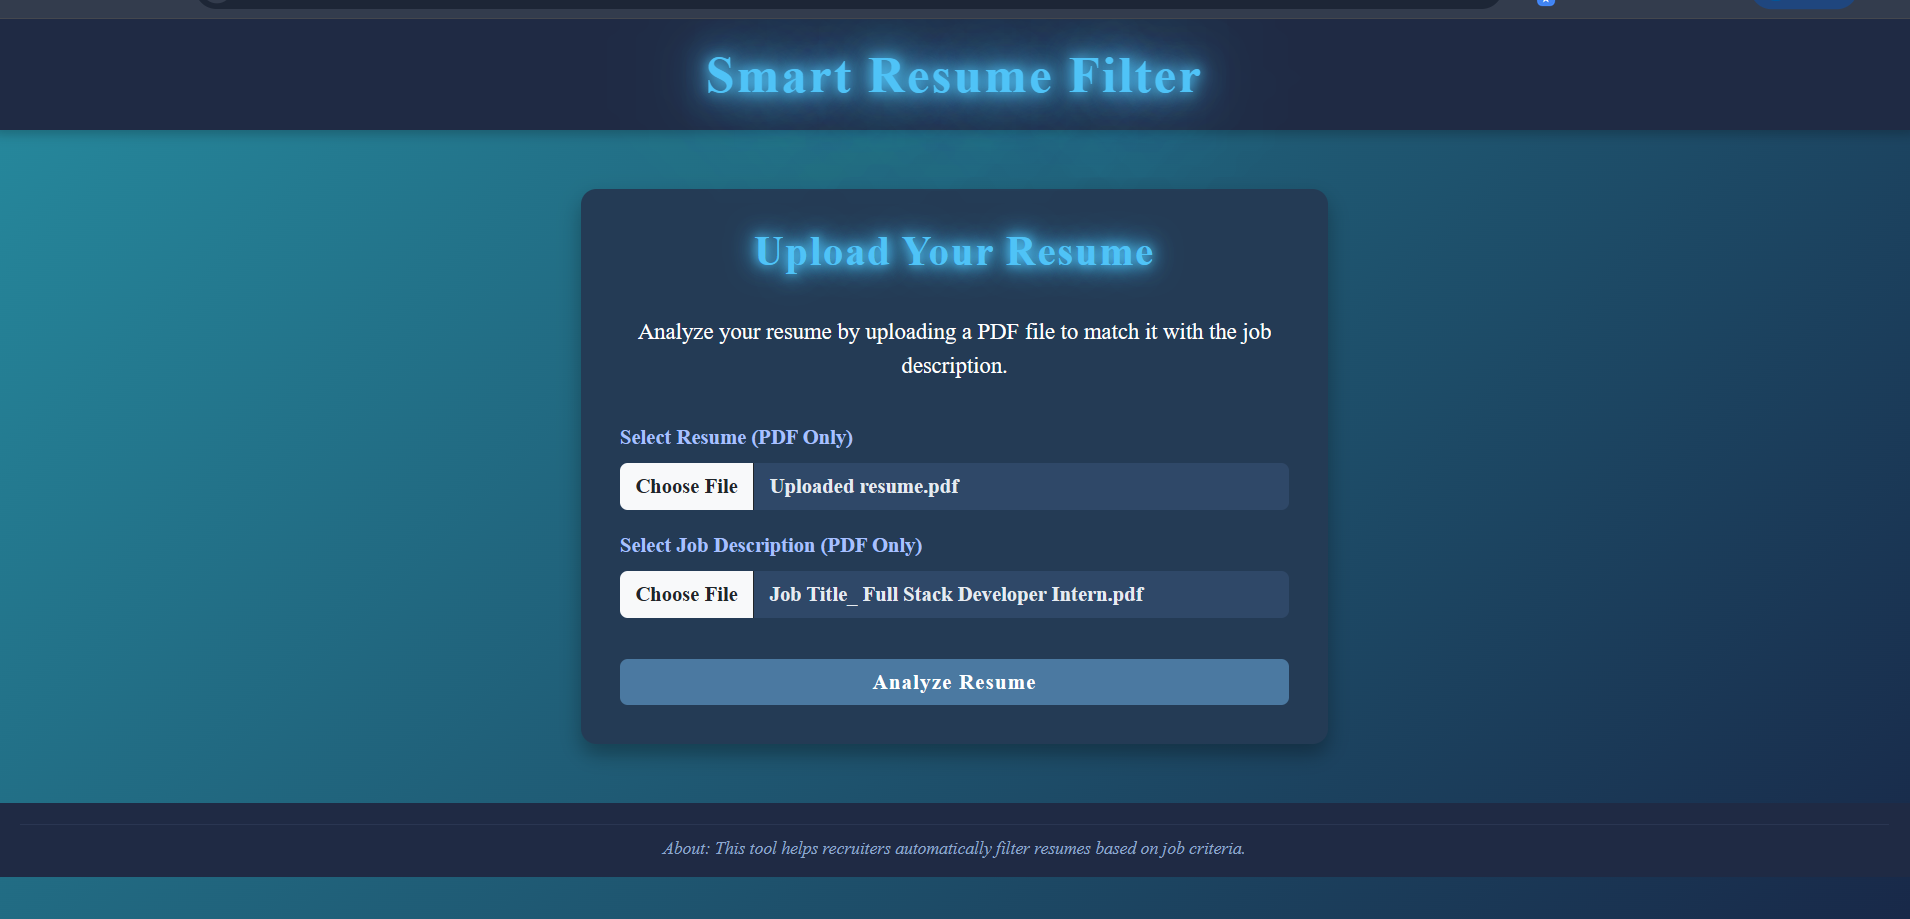 Smart Resume Filter
Upload Your Resume
Analyze your resume by uploading a PDF file to match it with the job
description.
Select Resume (PDF Only)
Choose File Uploaded resume.pdf
Select Job Description (PDF Only)
Choose File Job Title_ Full Stack Developer Intern.pdf
Analyze Resume
About: This tool helps recruiters automatically filter resumes based on job criteria.